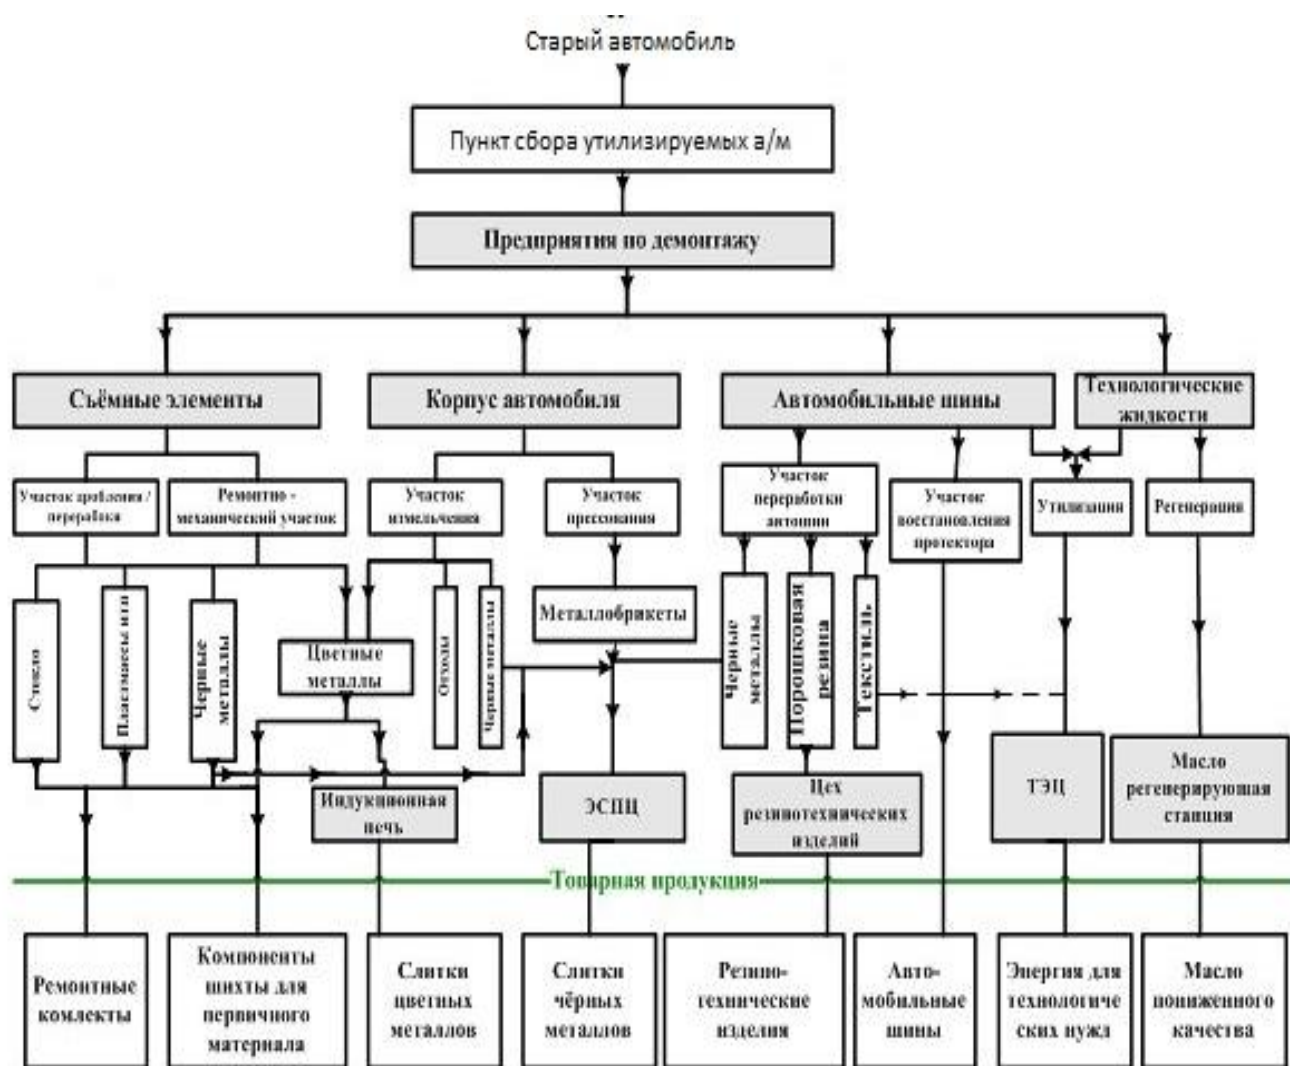 Старый автомобиль
Пункт сбора утилизируемых а/м
Предприятия по демонтажу
Съёмные элементы
Корпус автомобиля
Автомобильные шины
Технологические
жидкости
Участок дробления /
переработки
Ремонтно -
механический участок
Участок
измельчения
Участок
прессования
Участок
переработки
автошин
Участок
восстановления
протектора
Утилизация
Регенерация
Стекло
Пластмассы и т п
Черные
металлы
Цветные
металлы
Отходы
Черные металлы
Металлобрикеты
Черные
металлы
Порошковая
резина
Текстиль
Индукционная
печь
ЭСПЦ
Цех
резинотехнических
изделий
ТЭЦ
Масло
регенерирующая
станция
Товарная продукция
Ремонтные
комлекты
Компоненты
шихты для
первичного
материала
Слитки
цветных
металлов
Слитки
чёрных
металлов
Резино-
технические
изделия
Авто-
мобильные
шины
Энергия для
технологиче
ских нужд
Масло
пониженного
качества